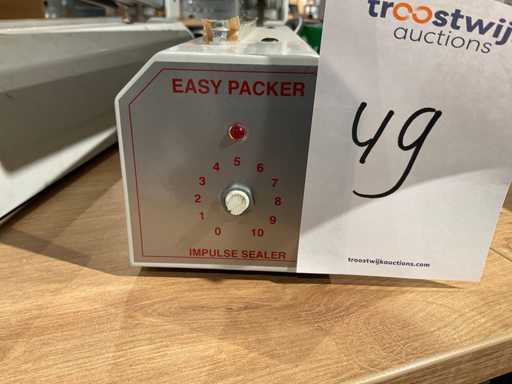 troostwijk
auctions
49
troostwijkauctions.com
EASY PACKER
5
4 6
3 7
2 8
1 9
0 10
IMPULSE SEALER